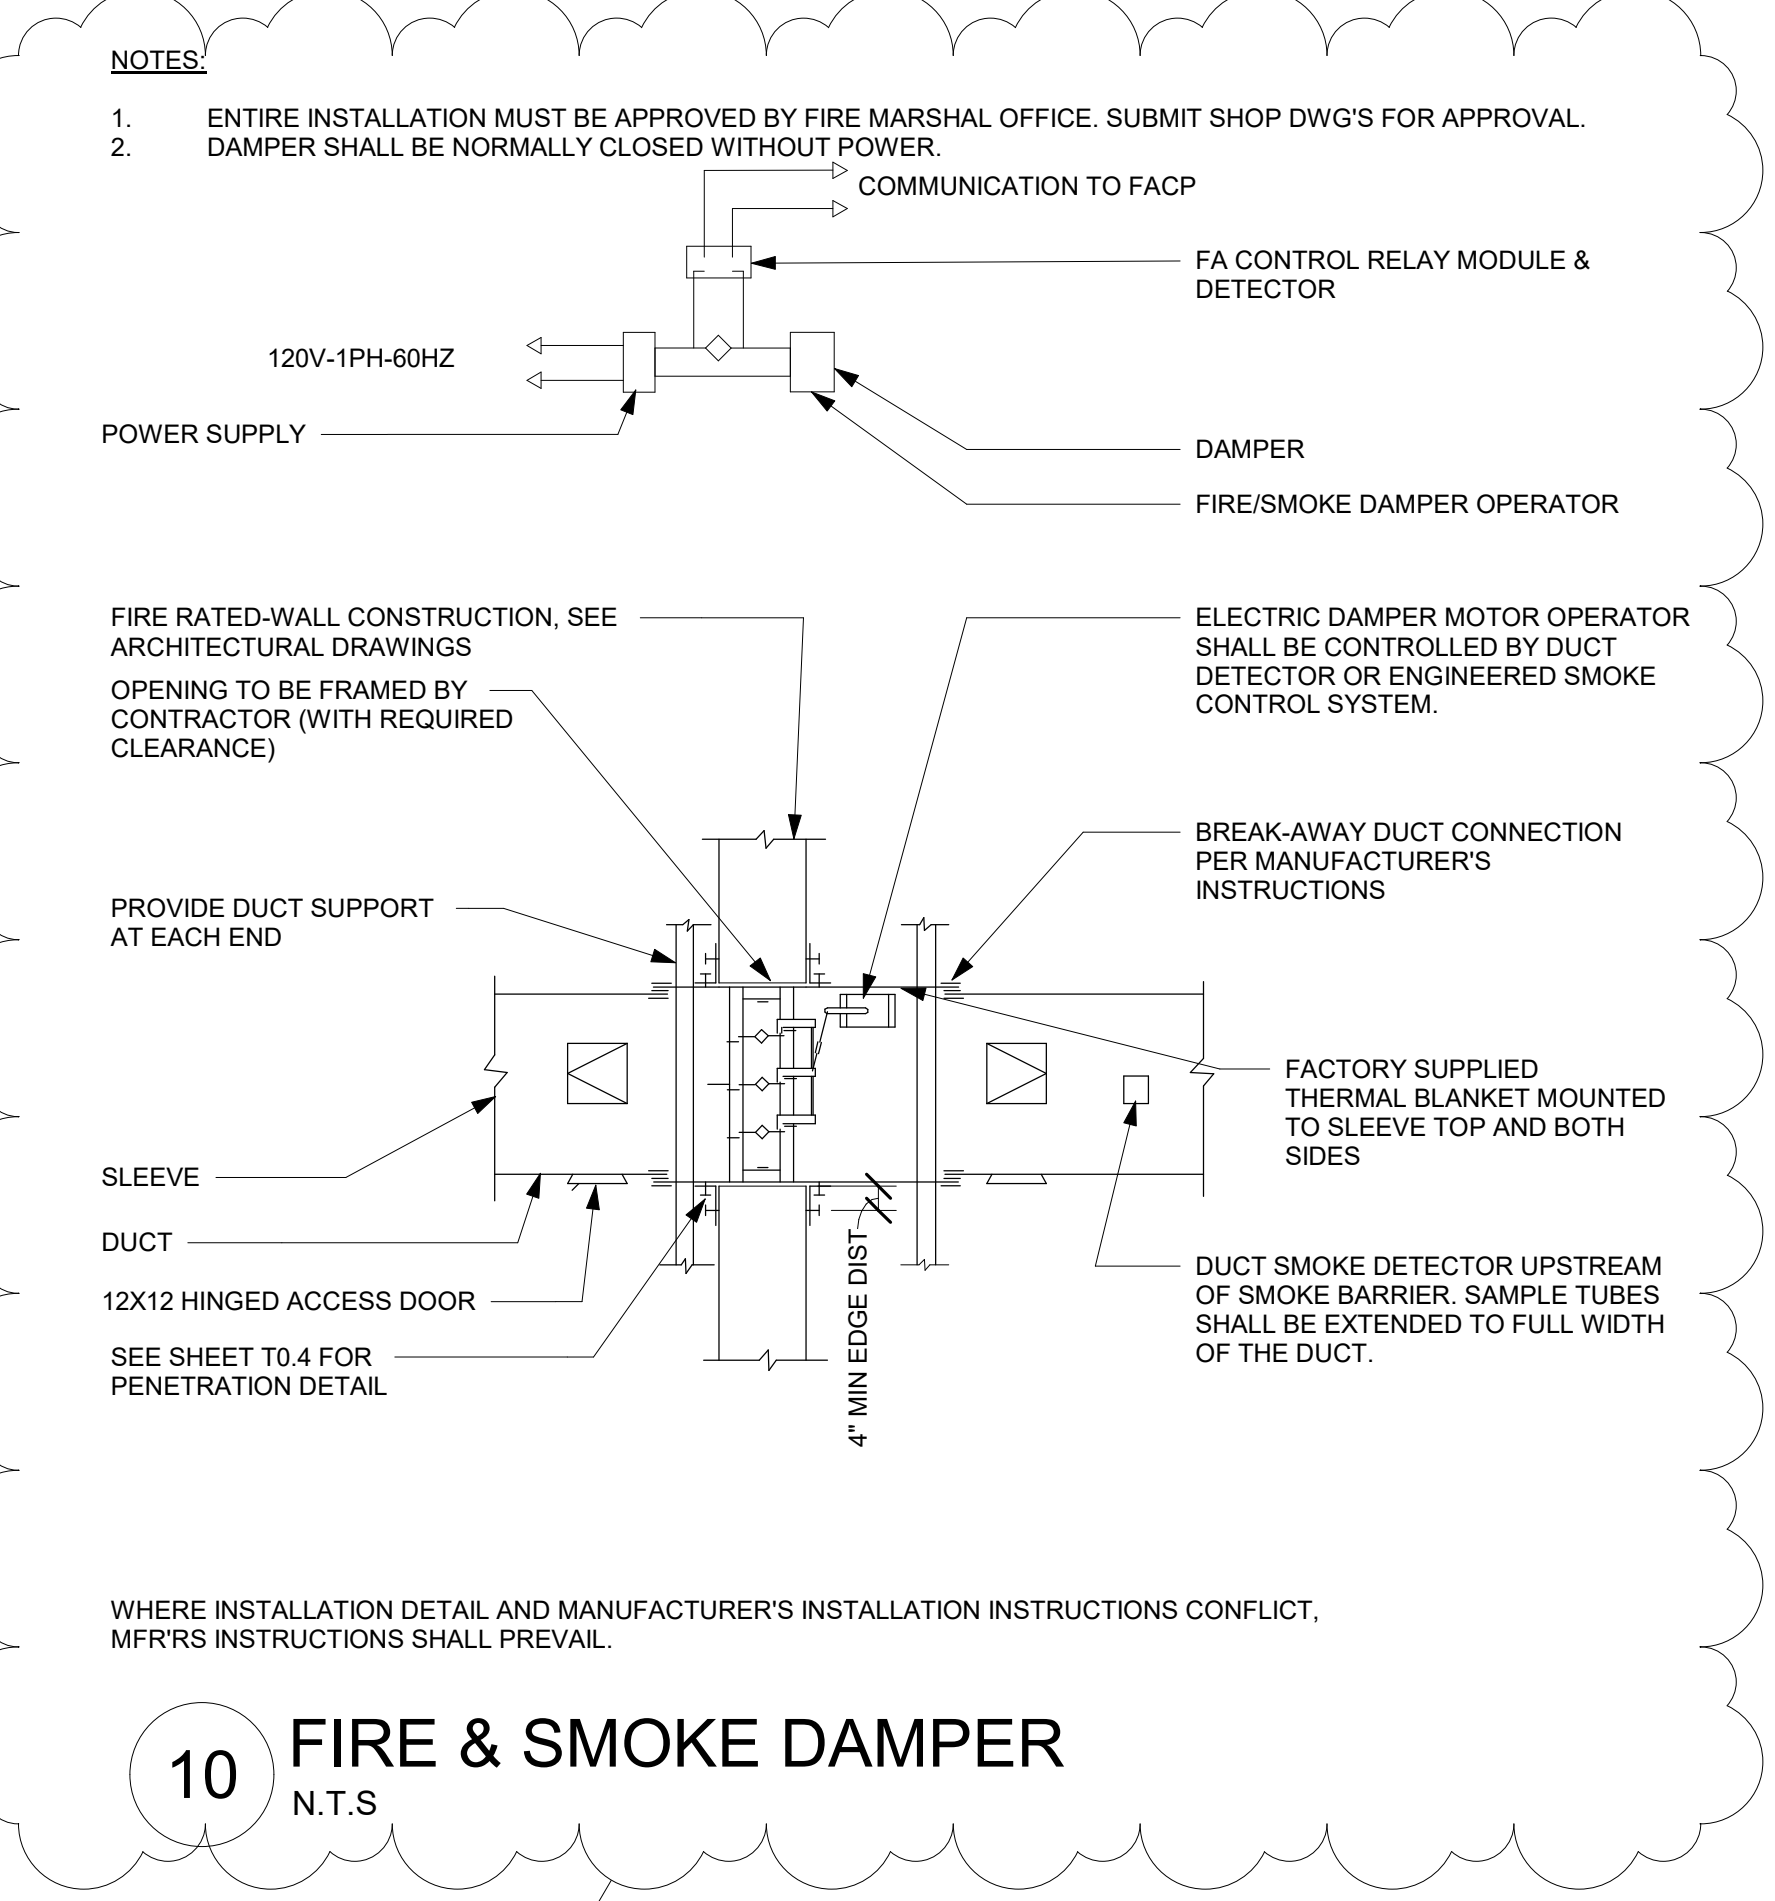 NOTES:
1. ENTIRE INSTALLATION MUST BE APPROVED BY FIRE MARSHAL OFFICE. SUBMIT SHOP DWG'S FOR APPROVAL.
2. DAMPER SHALL BE NORMALLY CLOSED WITHOUT POWER.
COMMUNICATION TO FACP
FA CONTROL RELAY MODULE &
DETECTOR
120V-1PH-60HZ
POWER SUPPLY
DAMPER
FIRE/SMOKE DAMPER OPERATOR
FIRE RATED-WALL CONSTRUCTION, SEE
ARCHITECTURAL DRAWINGS
OPENING TO BE FRAMED BY
CONTRACTOR (WITH REQUIRED
CLEARANCE)
PROVIDE DUCT SUPPORT
AT EACH END
ELECTRIC DAMPER MOTOR OPERATOR
SHALL BE CONTROLLED BY DUCT
DETECTOR OR ENGINEERED SMOKE
CONTROL SYSTEM.
BREAK-AWAY DUCT CONNECTION
PER MANUFACTURER'S
INSTRUCTIONS
FACTORY SUPPLIED
THERMAL BLANKET MOUNTED
TO SLEEVE TOP AND BOTH
SIDES
SLEEVE
DUCT
12X12 HINGED ACCESS DOOR
SEE SHEET T0.4 FOR
PENETRATION DETAIL
4" MIN EDGE DIST
DUCT SMOKE DETECTOR UPSTREAM
OF SMOKE BARRIER. SAMPLE TUBES
SHALL BE EXTENDED TO FULL WIDTH
OF THE DUCT.
WHERE INSTALLATION DETAIL AND MANUFACTURER'S INSTALLATION INSTRUCTIONS CONFLICT,
MFR'RS INSTRUCTIONS SHALL PREVAIL.
10
FIRE & SMOKE DAMPER
N.T.S